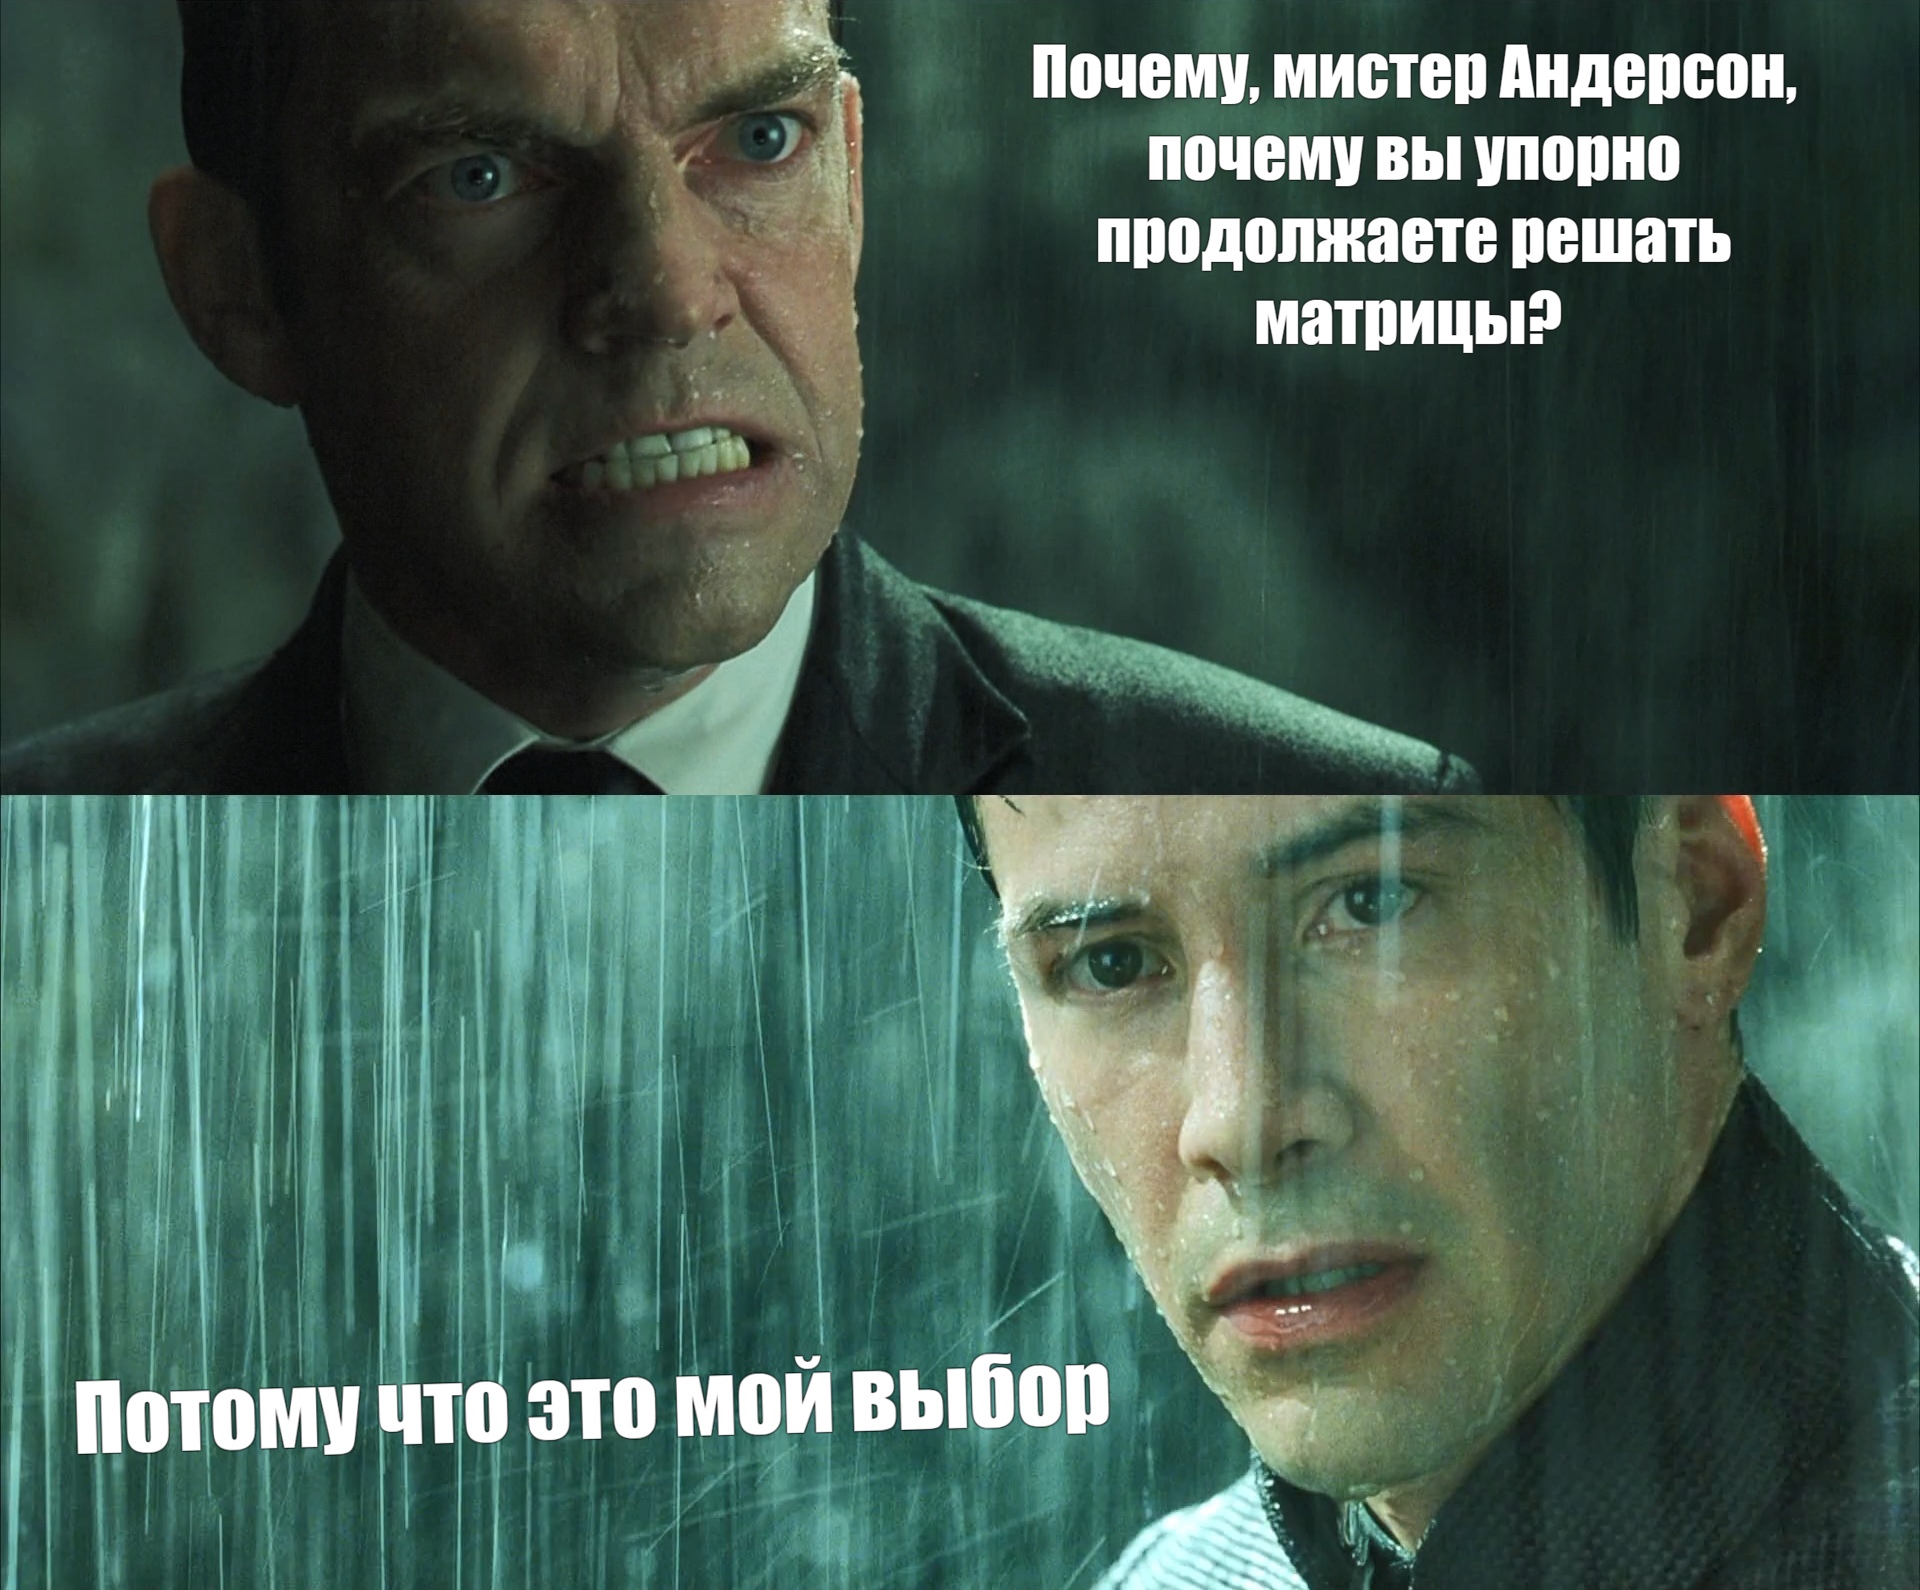 Почему, мистер Андерсон,
почему вы упорно
продолжаете решать
матрицы?
Потому что это мой выбор